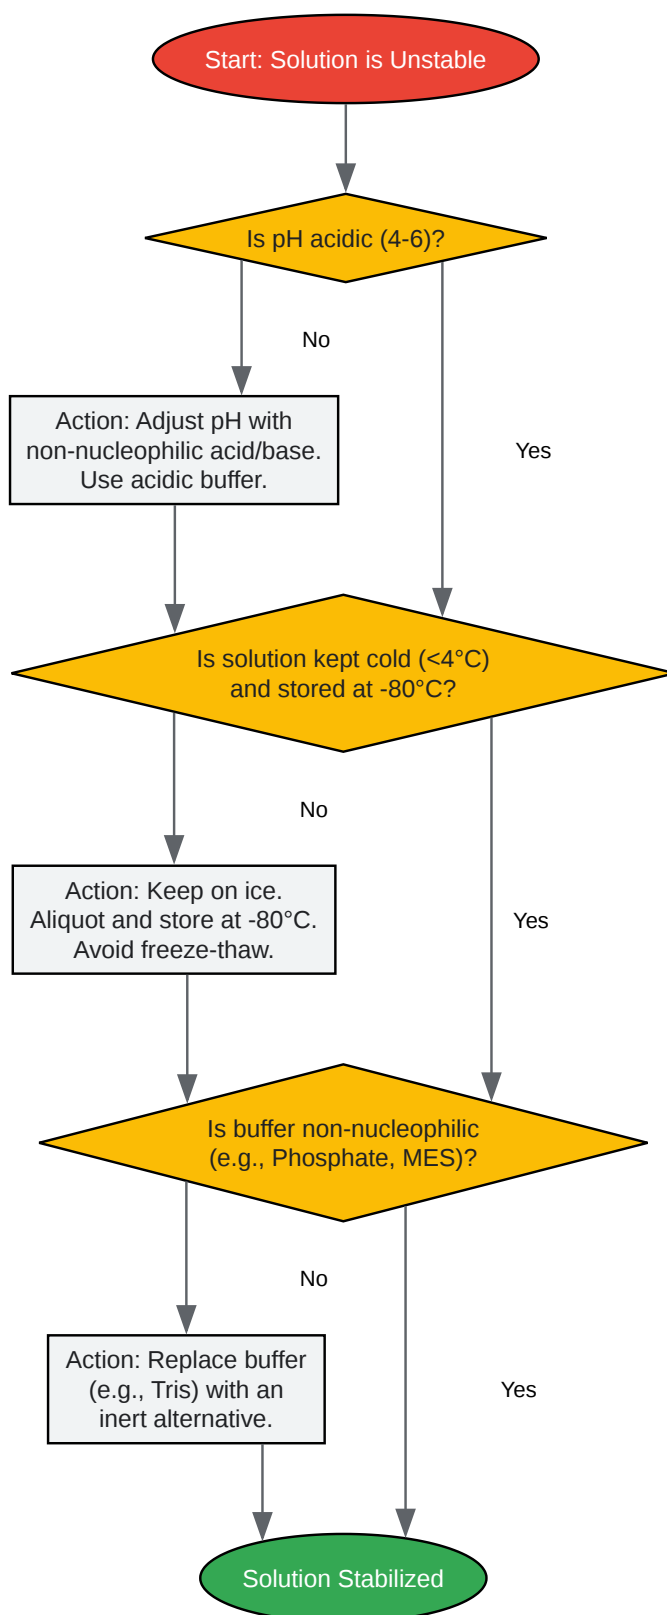 Start: Solution is Unstable
Is pH acidic (4-6)?
No
Action: Adjust pH with
non-nucleophilic acid/base.
Use acidic buffer.
Yes
Is solution kept cold (<4°C)
and stored at -80°C?
No
Action: Keep on ice.
Aliquot and store at -80°C.
Avoid freeze-thaw.
Yes
Is buffer non-nucleophilic
(e.g., Phosphate, MES)?
No
Action: Replace buffer
(e.g., Tris) with an
inert alternative.
Yes
Solution Stabilized